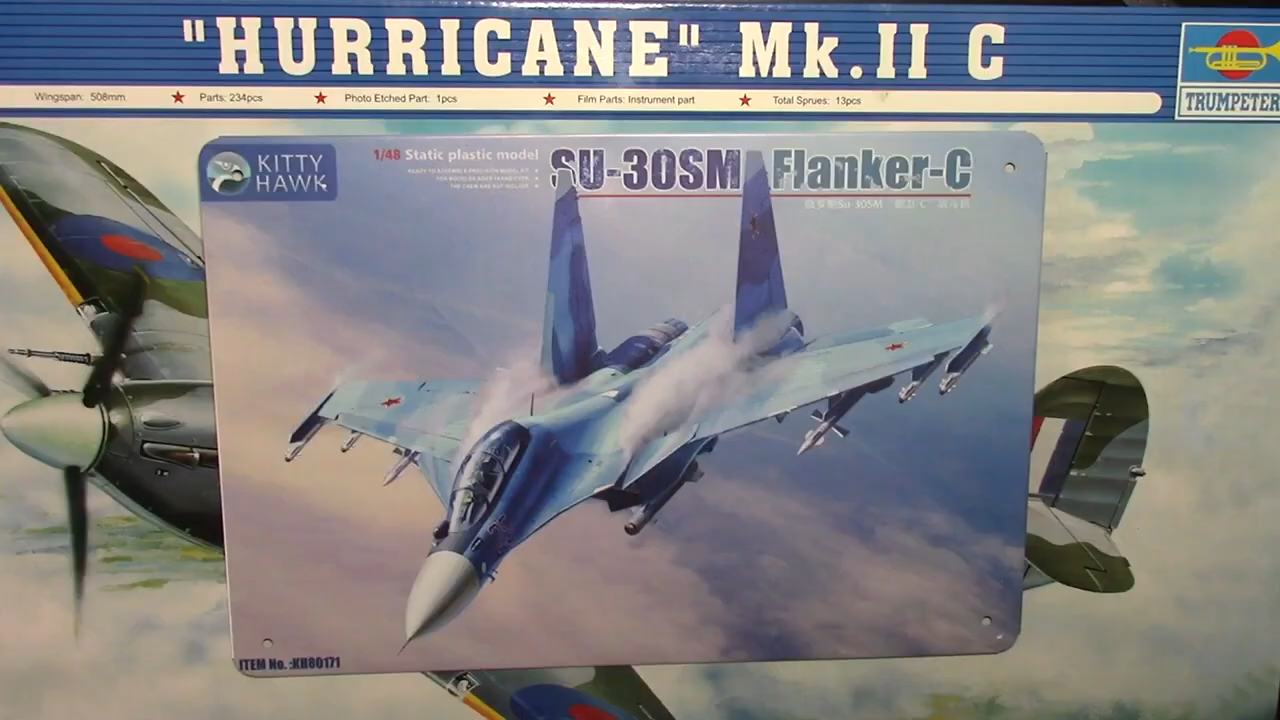 "HURRICANE" Mk.II C
Wingspan: 508mm ★ Parts: 234pcs ★ Photo Etched Part: 1pcs ★ Film Parts: Instrument part ★ Total Sprues: 13pcs
TRUMPETER
KITTY
HAWK
1/48 Static plastic model
SU-30SM Flanker-C
ITEM No.:KH80171